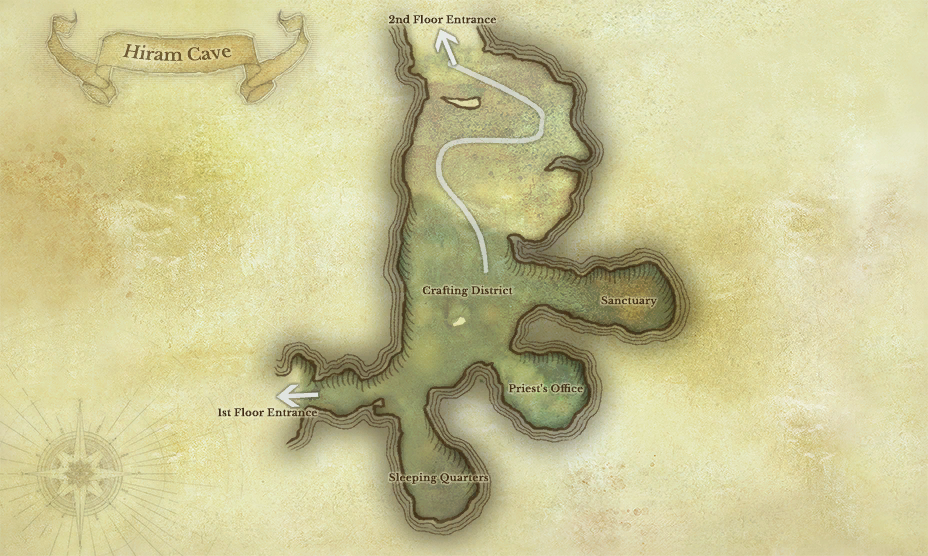 2nd Floor Entrance
Hiram Cave
Crafting District
Sanctuary
Priest's Office
1st Floor Entrance
Sleeping Quarters